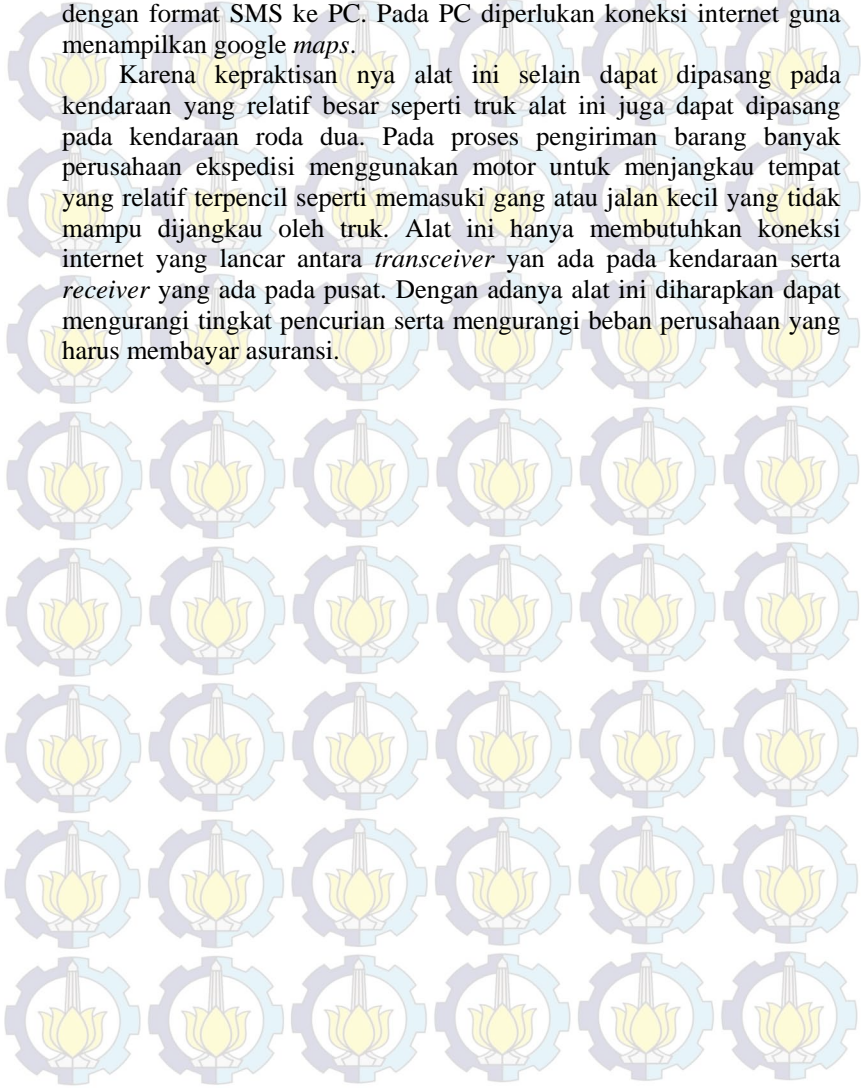 dengan format SMS ke PC. Pada PC diperlukan koneksi internet guna
menampilkan google maps.
Karena kepraktisan nya alat ini selain dapat dipasang pada
kendaraan yang relatif besar seperti truk alat ini juga dapat dipasang
pada kendaraan roda dua. Pada proses pengiriman barang banyak
perusahaan ekspedisi menggunakan motor untuk menjangkau tempat
yang relatif terpencil seperti memasuki gang atau jalan kecil yang tidak
mampu dijangkau oleh truk. Alat ini hanya membutuhkan koneksi
internet yang lancar antara transceiver yan ada pada kendaraan serta
receiver yang ada pada pusat. Dengan adanya alat ini diharapkan dapat
mengurangi tingkat pencurian serta mengurangi beban perusahaan yang
harus membayar asuransi.